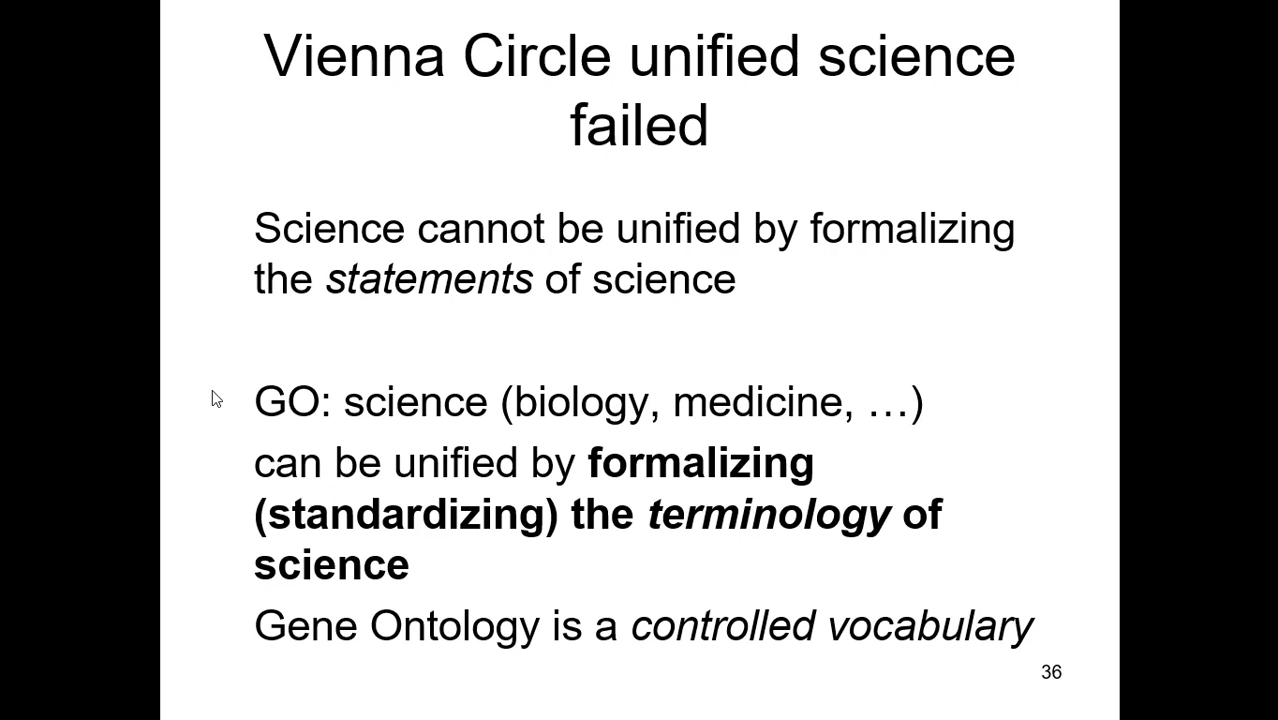 Vienna Circle unified science
failed
Science cannot be unified by formalizing
the statements of science
GO: science (biology, medicine, …)
can be unified by formalizing
(standardizing) the terminology of
science
Gene Ontology is a controlled vocabulary
36